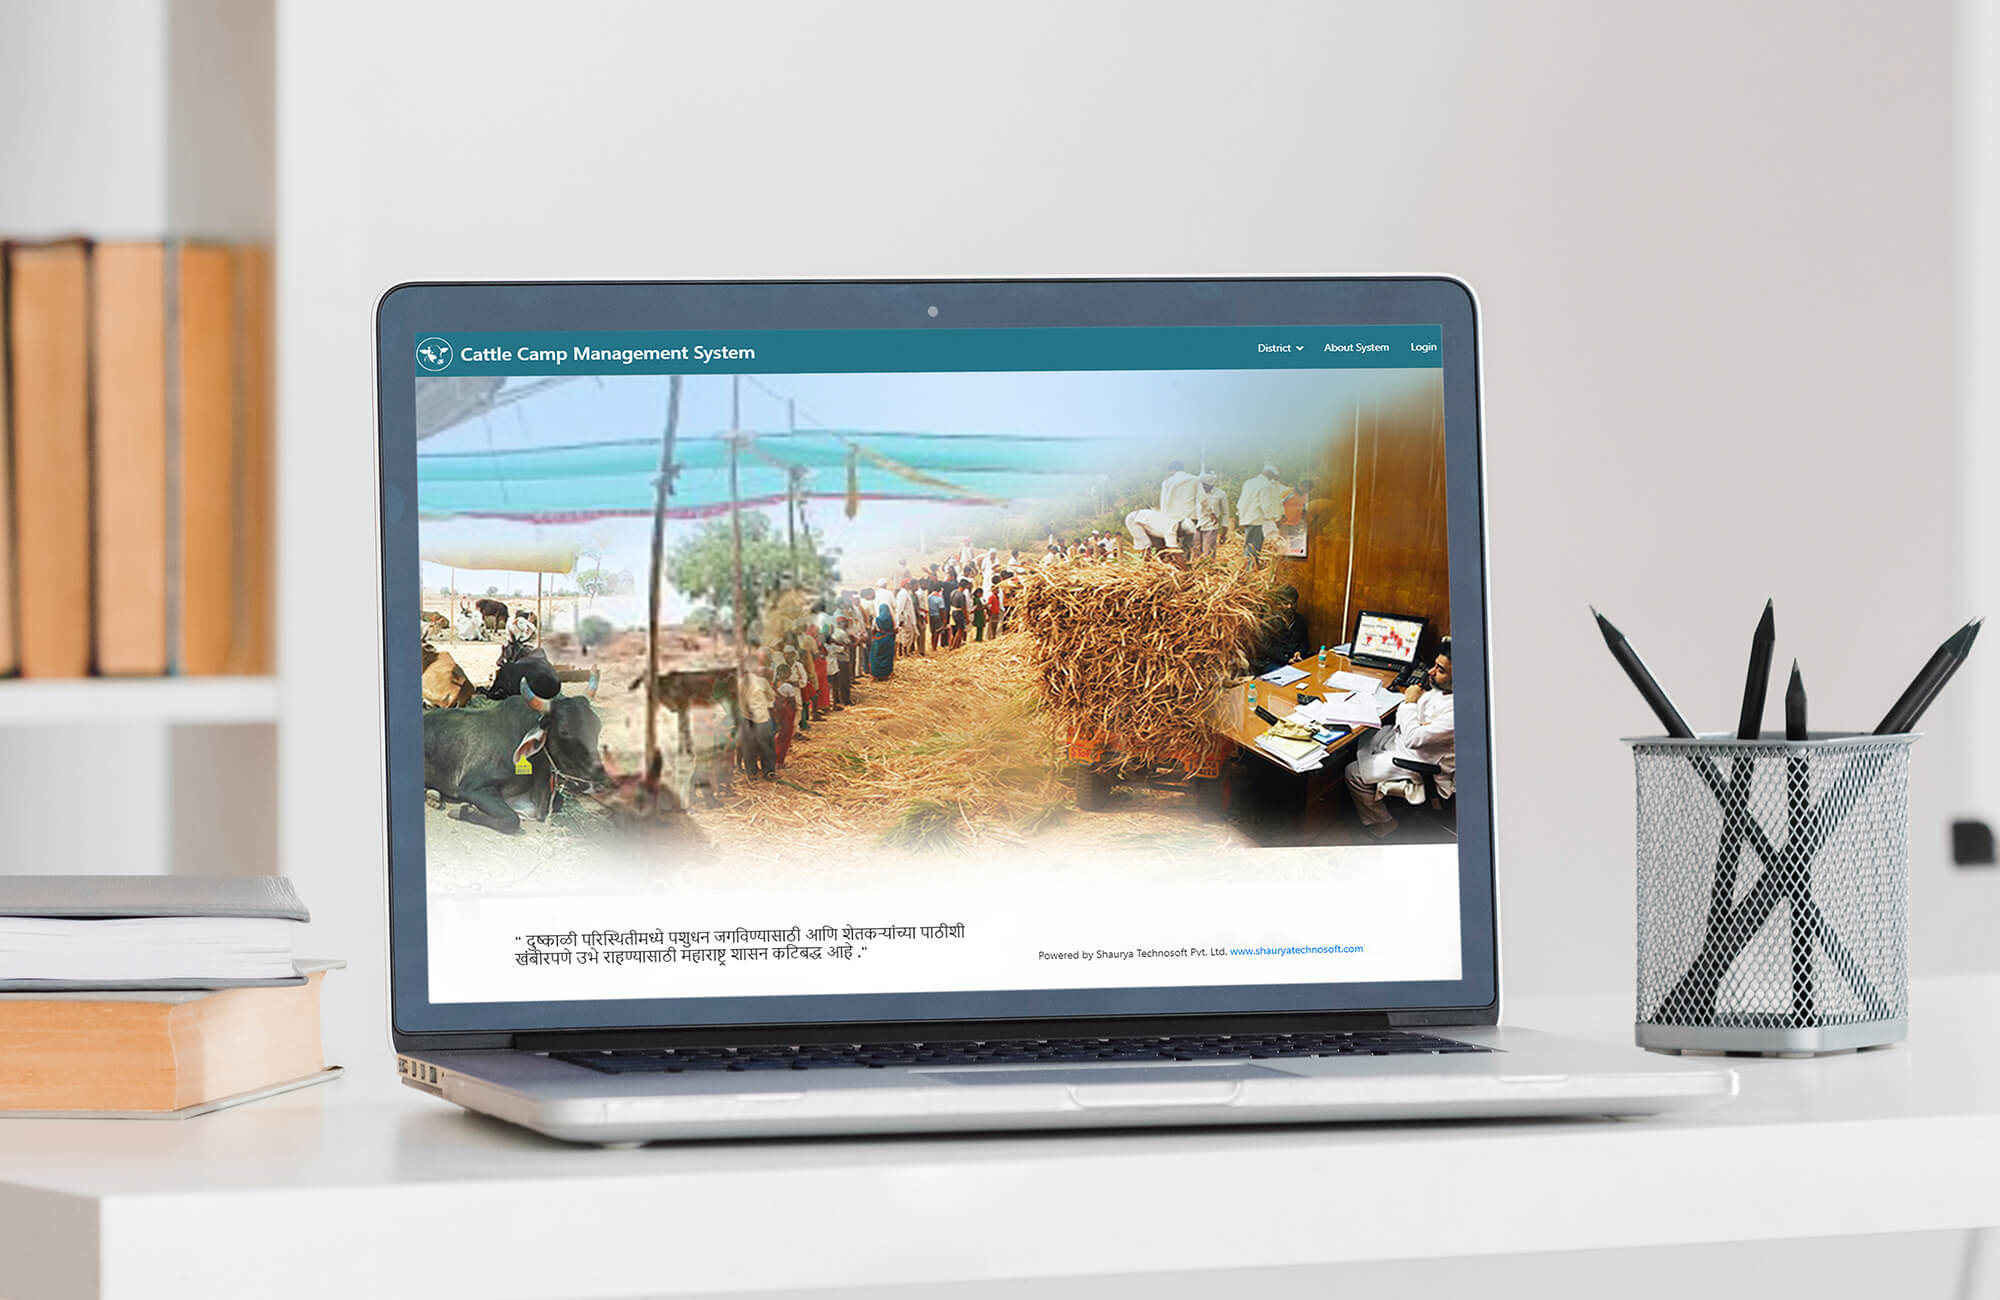 Cattle Camp Management System
District
About System
Login
" दुष्काळी परिस्थितीमध्ये पशुधन जगविण्यासाठी आणि शेतकऱ्यांच्या पाठीशी
खंबीरपणे उभे राहण्यासाठी महाराष्ट्र शासन कटिबद्ध आहे ."
Powered by Shaurya Technosoft Pvt. Ltd. www.shauryatechnosoft.com